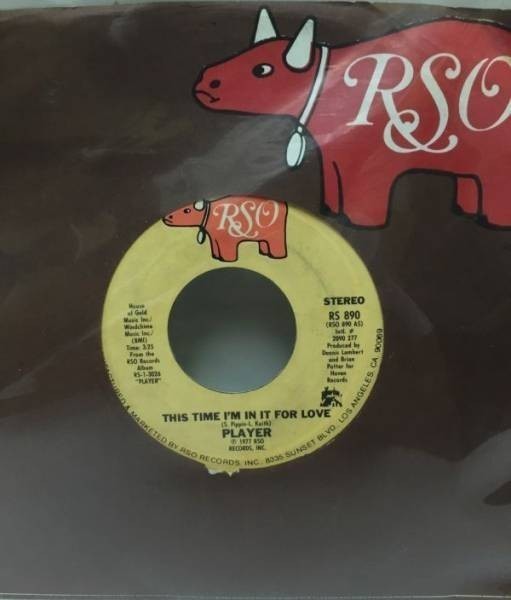 RSO
RSO
House
of Gold
Music Inc./
Windchime
Music Inc./
(BMI)
Time: 3:25
From the
RSO Records
Album
RS-1-3026
"PLAYER"
STEREO
RS 890
(RSO 890 AS)
Intl. #
2090 277
Produced by
Dennis Lambert
and Brian
Potter for
Haven
Records
THIS TIME I'M IN IT FOR LOVE
(S. Pippin-L. Keith)
PLAYER
℗ 1977 RSO
RECORDS, INC.
& MARKETED BY RSO RECORDS, INC. 8335 SUNSET BLVD., LOS ANGELES, CA. 90069